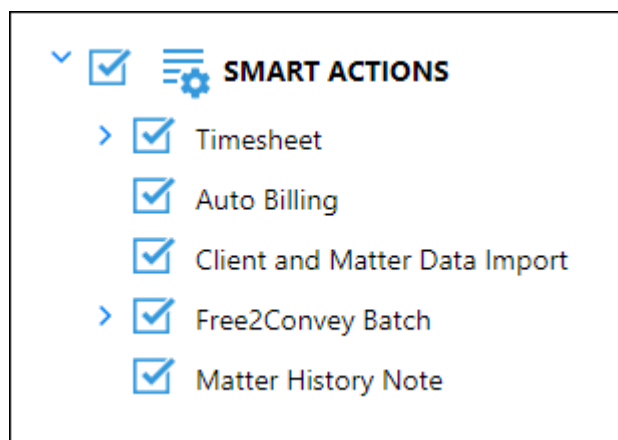 SMART ACTIONS
Timesheet
Auto Billing
Client and Matter Data Import
Free2Convey Batch
Matter History Note